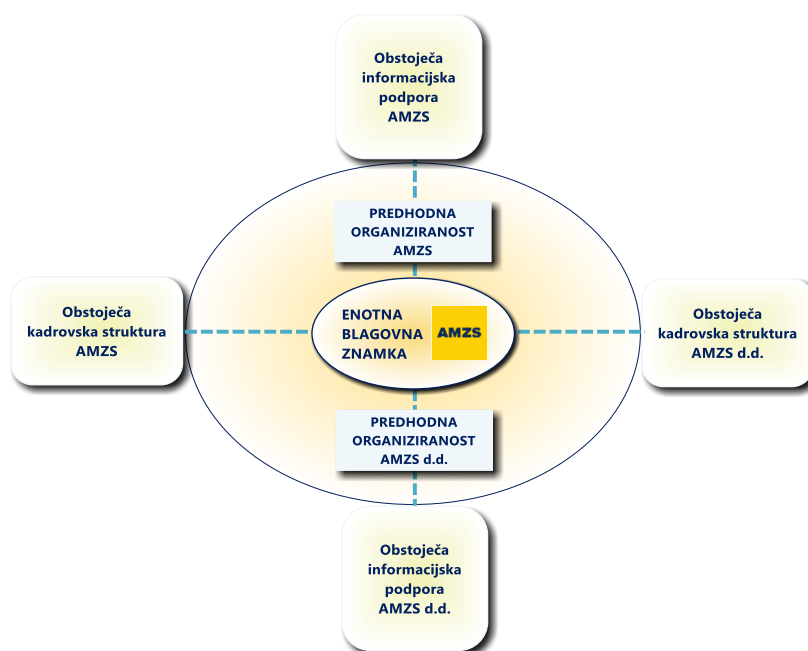 Obstoječa
informacijska
podpora
AMZS
PREDHODNA
ORGANIZIRANOST
AMZS
Obstoječa
kadrovska struktura
AMZS
ENOTNA
BLAGOVNA
ZNAMKA
AMZS
Obstoječa
kadrovska struktura
AMZS d.d.
PREDHODNA
ORGANIZIRANOST
AMZS d.d.
Obstoječa
informacijska
podpora
AMZS d.d.